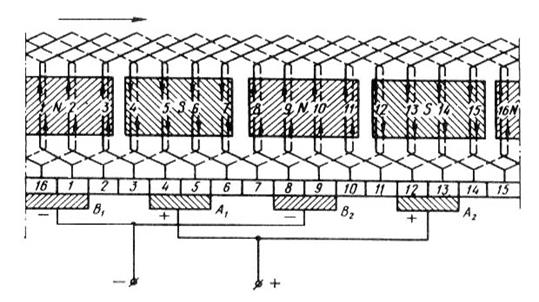 1 N 2 3 4 5 S 6 7 8 9 N 10 11 12 13 S 14 15 16 N
16 1 2 3 4 5 6 7 8 9 10 11 12 13 14 15
− B₁ + A₁ − B₂ + A₂
− +